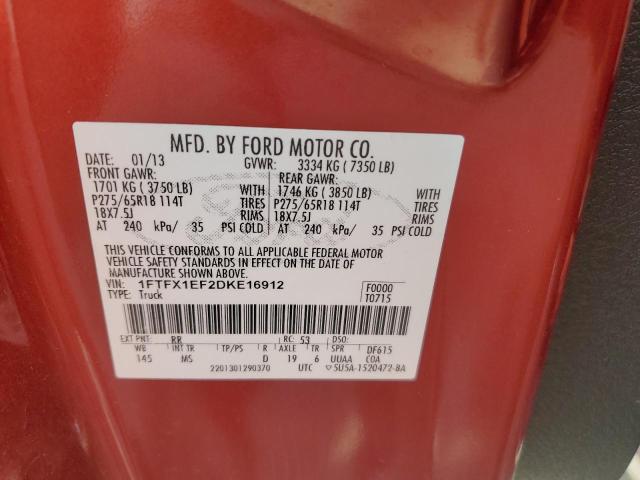 MFD. BY FORD MOTOR CO.
DATE: 01/13 GVWR: 3334 KG ( 7350 LB)
FRONT GAWR: REAR GAWR:
1701 KG ( 3750 LB) WITH 1746 KG ( 3850 LB) WITH
P275/65R18 114T TIRES P275/65R18 114T TIRES
18X7.5J RIMS 18X7.5J RIMS
AT 240 kPa/ 35 PSI COLD AT 240 kPa/ 35 PSI COLD
THIS VEHICLE CONFORMS TO ALL APPLICABLE FEDERAL MOTOR
VEHICLE SAFETY STANDARDS IN EFFECT ON THE DATE OF
MANUFACTURE SHOWN ABOVE.
VIN: 1FTFX1EF2DKE16912 F0000
TYPE: Truck T0715
EXT PNT: RR RC: 53 DSO:
WB INT TR TP/PS R AXLE TR SPR DF615
145 MS D 19 6 UUAA COA
2201301290370 UTC 5U5A-1520472-BA
Ford